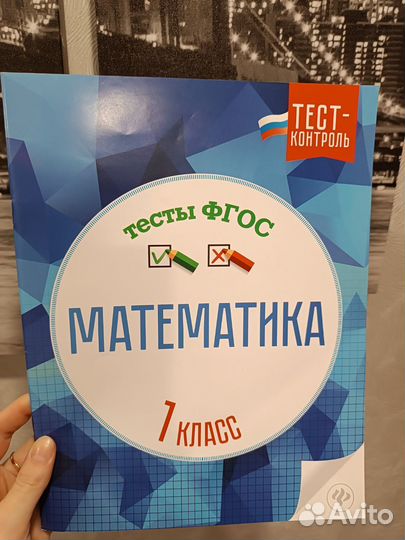 ТЕСТ-
КОНТРОЛЬ
тесты ФГОС
МАТЕМАТИКА
1 КЛАСС
Avito